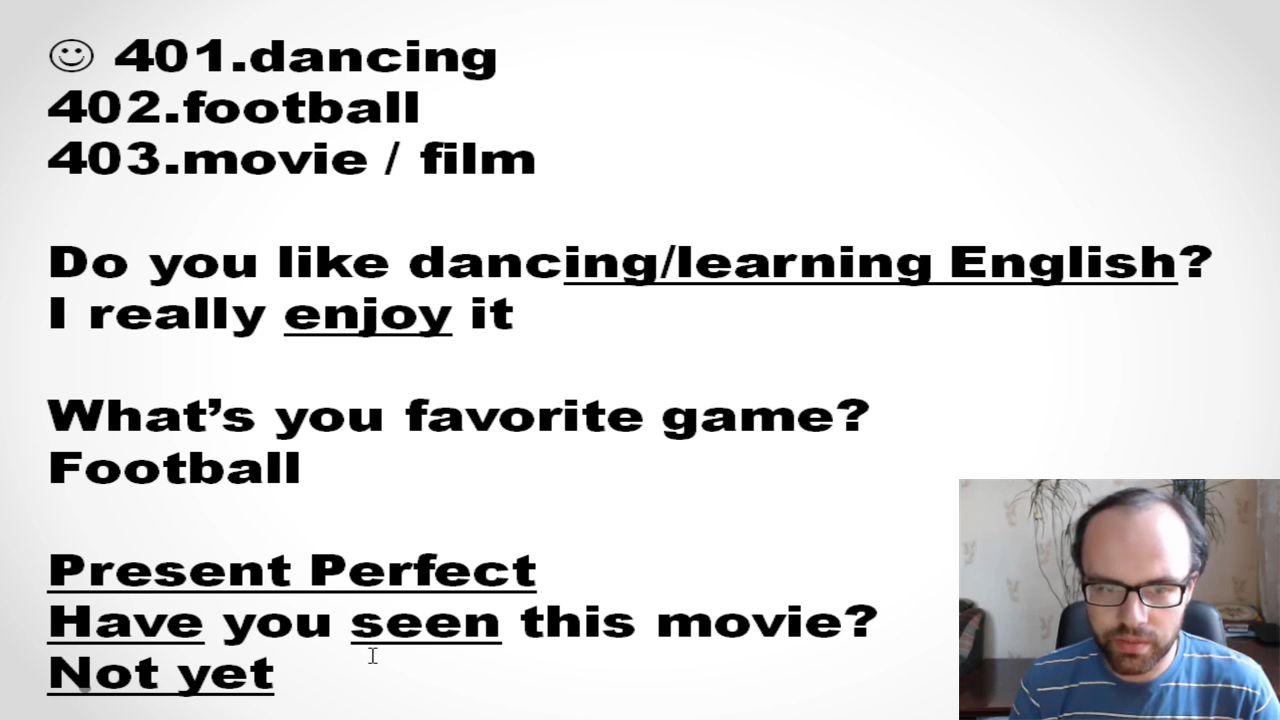 ☺ 401.dancing
402.football
403.movie / film
Do you like dancing/learning English?
I really enjoy it
What’s you favorite game?
Football
Present Perfect
Have you seen this movie?
Not yet